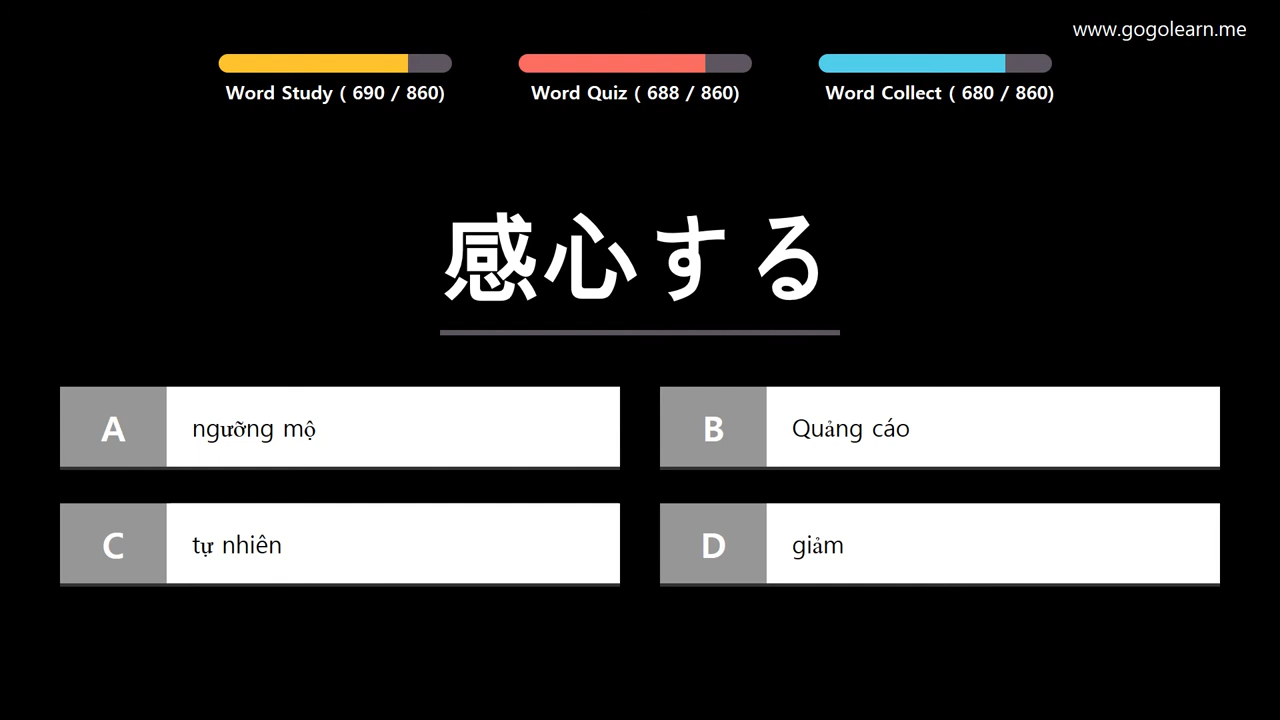 www.gogolearn.me
Word Study ( 690 / 860)
Word Quiz ( 688 / 860)
Word Collect ( 680 / 860)
感心する
A
ngưỡng mộ
B
Quảng cáo
C
tự nhiên
D
giảm